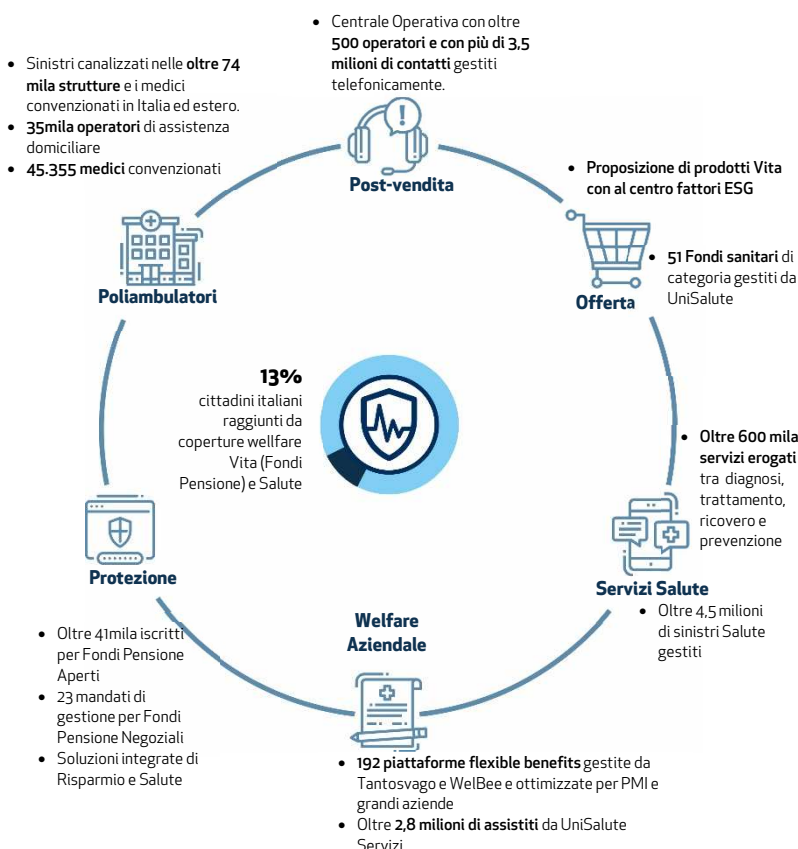 • Centrale Operativa con oltre
500 operatori e con più di 3,5
milioni di contatti gestiti
telefonicamente.
• Sinistri canalizzati nelle oltre 74
mila strutture e i medici
convenzionati in Italia ed estero.
• 35mila operatori di assistenza
domiciliare
• 45.355 medici convenzionati
Post-vendita
• Proposizione di prodotti Vita
con al centro fattori ESG
• 51 Fondi sanitari di
categoria gestiti da
UniSalute
Offerta
Poliambulatori
13%
cittadini italiani
raggiunti da
coperture wellfare
Vita (Fondi
Pensione) e Salute
• Oltre 600 mila
servizi erogati
tra diagnosi,
trattamento,
ricovero e
prevenzione
Servizi Salute
• Oltre 4,5 milioni
di sinistri Salute
gestiti
Protezione
• Oltre 41mila iscritti
per Fondi Pensione
Aperti
• 23 mandati di
gestione per Fondi
Pensione Negoziali
• Soluzioni integrate di
Risparmio e Salute
Welfare
Aziendale
• 192 piattaforme flexible benefits gestite da
Tantosvago e WelBee e ottimizzate per PMI e
grandi aziende
• Oltre 2,8 milioni di assistiti da UniSalute
Servizi